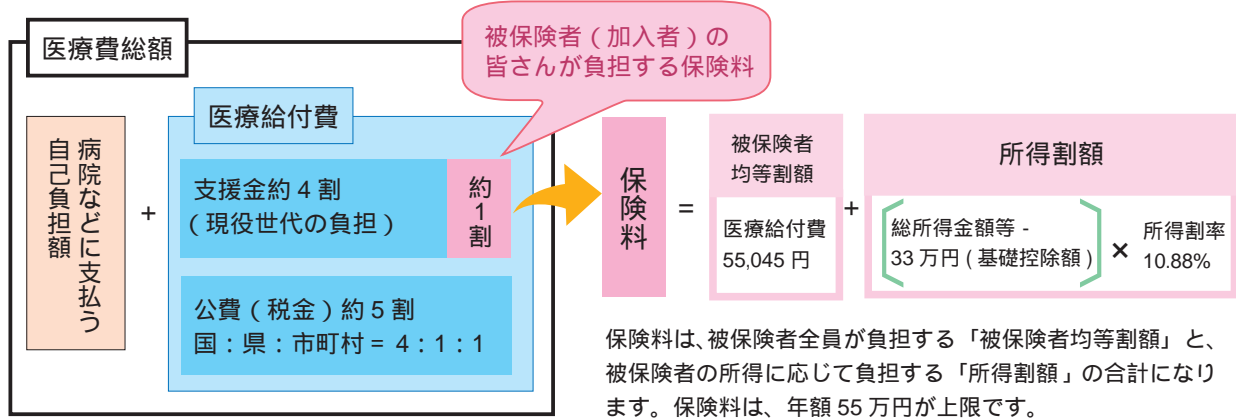 医療費総額
被保険者（加入者）の
皆さんが負担する保険料
医療給付費
病院などに支払う
自己負担額
+
支援金約４割
（現役世代の負担）
約１割
公費（税金）約５割
国：県：市町村＝ 4：1：1
保険料
=
被保険者
均等割額
医療給付費
55,045 円
+
所得割額
総所得金額等 -
33 万円 ( 基礎控除額 )
×
所得割率
10.88%
保険料は､被保険者全員が負担する「被保険者均等割額」と、
被保険者の所得に応じて負担する「所得割額」の合計になり
ます。保険料は、年額 55 万円が上限です。